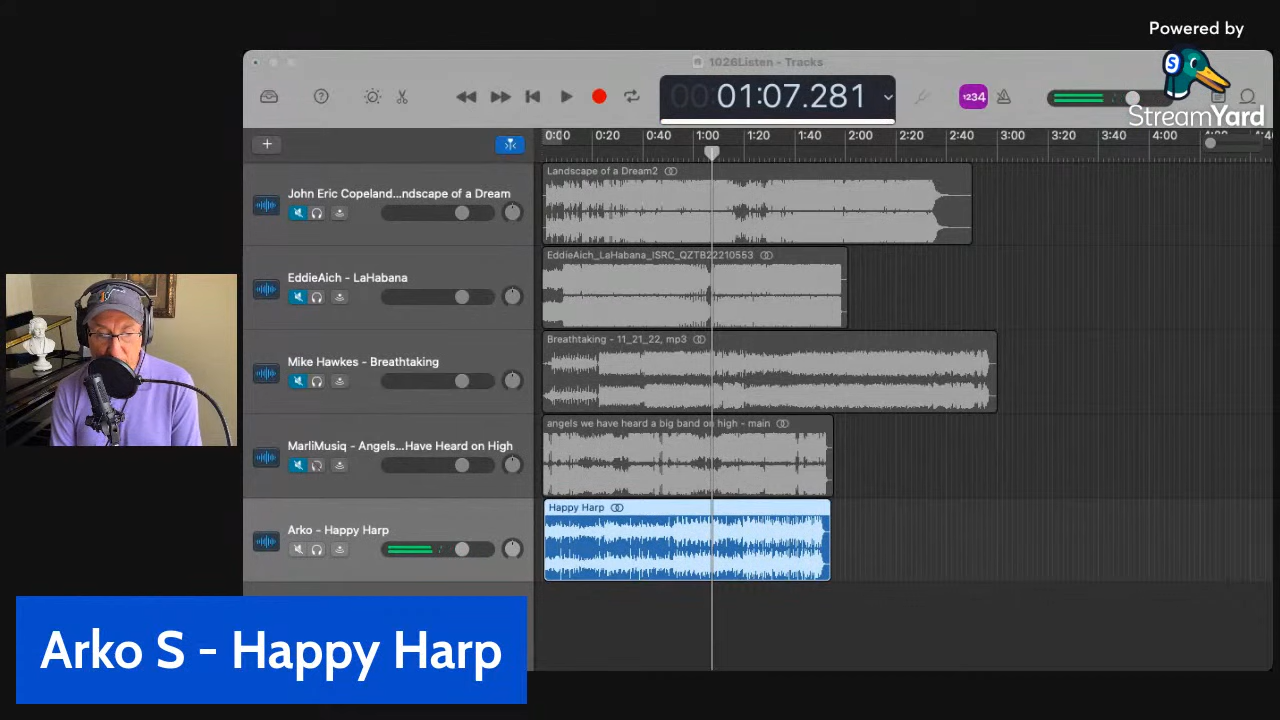 Powered by
StreamYard
1026Listen - Tracks
01:07.281
1234
0:00 0:20 0:40 1:00 1:20 1:40 2:00 2:20 2:40 3:00 3:20 3:40 4:00
John Eric Copeland...ndscape of a Dream
Landscape of a Dream2
EddieAich - LaHabana
EddieAich_LaHabana_ISRC_QZTB22210553
Mike Hawkes - Breathtaking
Breathtaking - 11_21_22, mp3
MarliMusiq - Angels...Have Heard on High
angels we have heard a big band on high - main
Arko - Happy Harp
Happy Harp
Arko S - Happy Harp